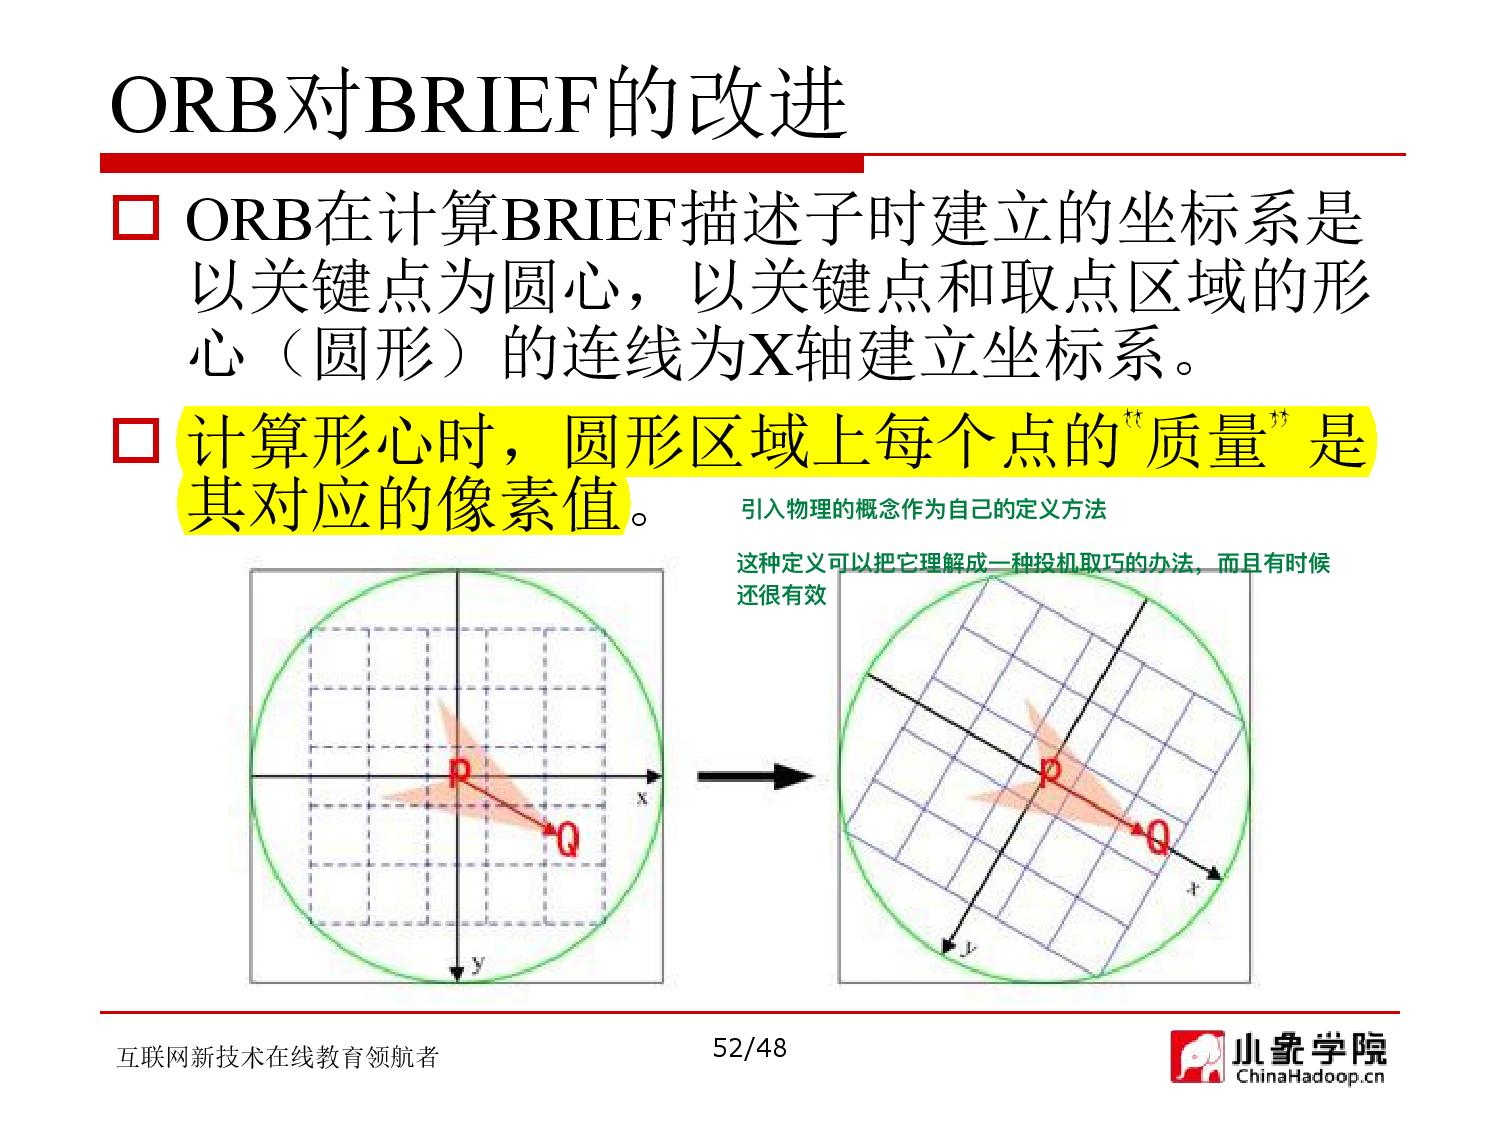 ORB对BRIEF的改进
ORB在计算BRIEF描述子时建立的坐标系是
以关键点为圆心，以关键点和取点区域的形
心（圆形）的连线为X轴建立坐标系。
计算形心时，圆形区域上每个点的“质量” 是
其对应的像素值。
引入物理的概念作为自己的定义方法
这种定义可以把它理解成一种投机取巧的办法，而且有时候
还很有效
P
Q
x
y
P
Q
x
y
互联网新技术在线教育领航者
52/48
小象学院
ChinaHadoop.cn